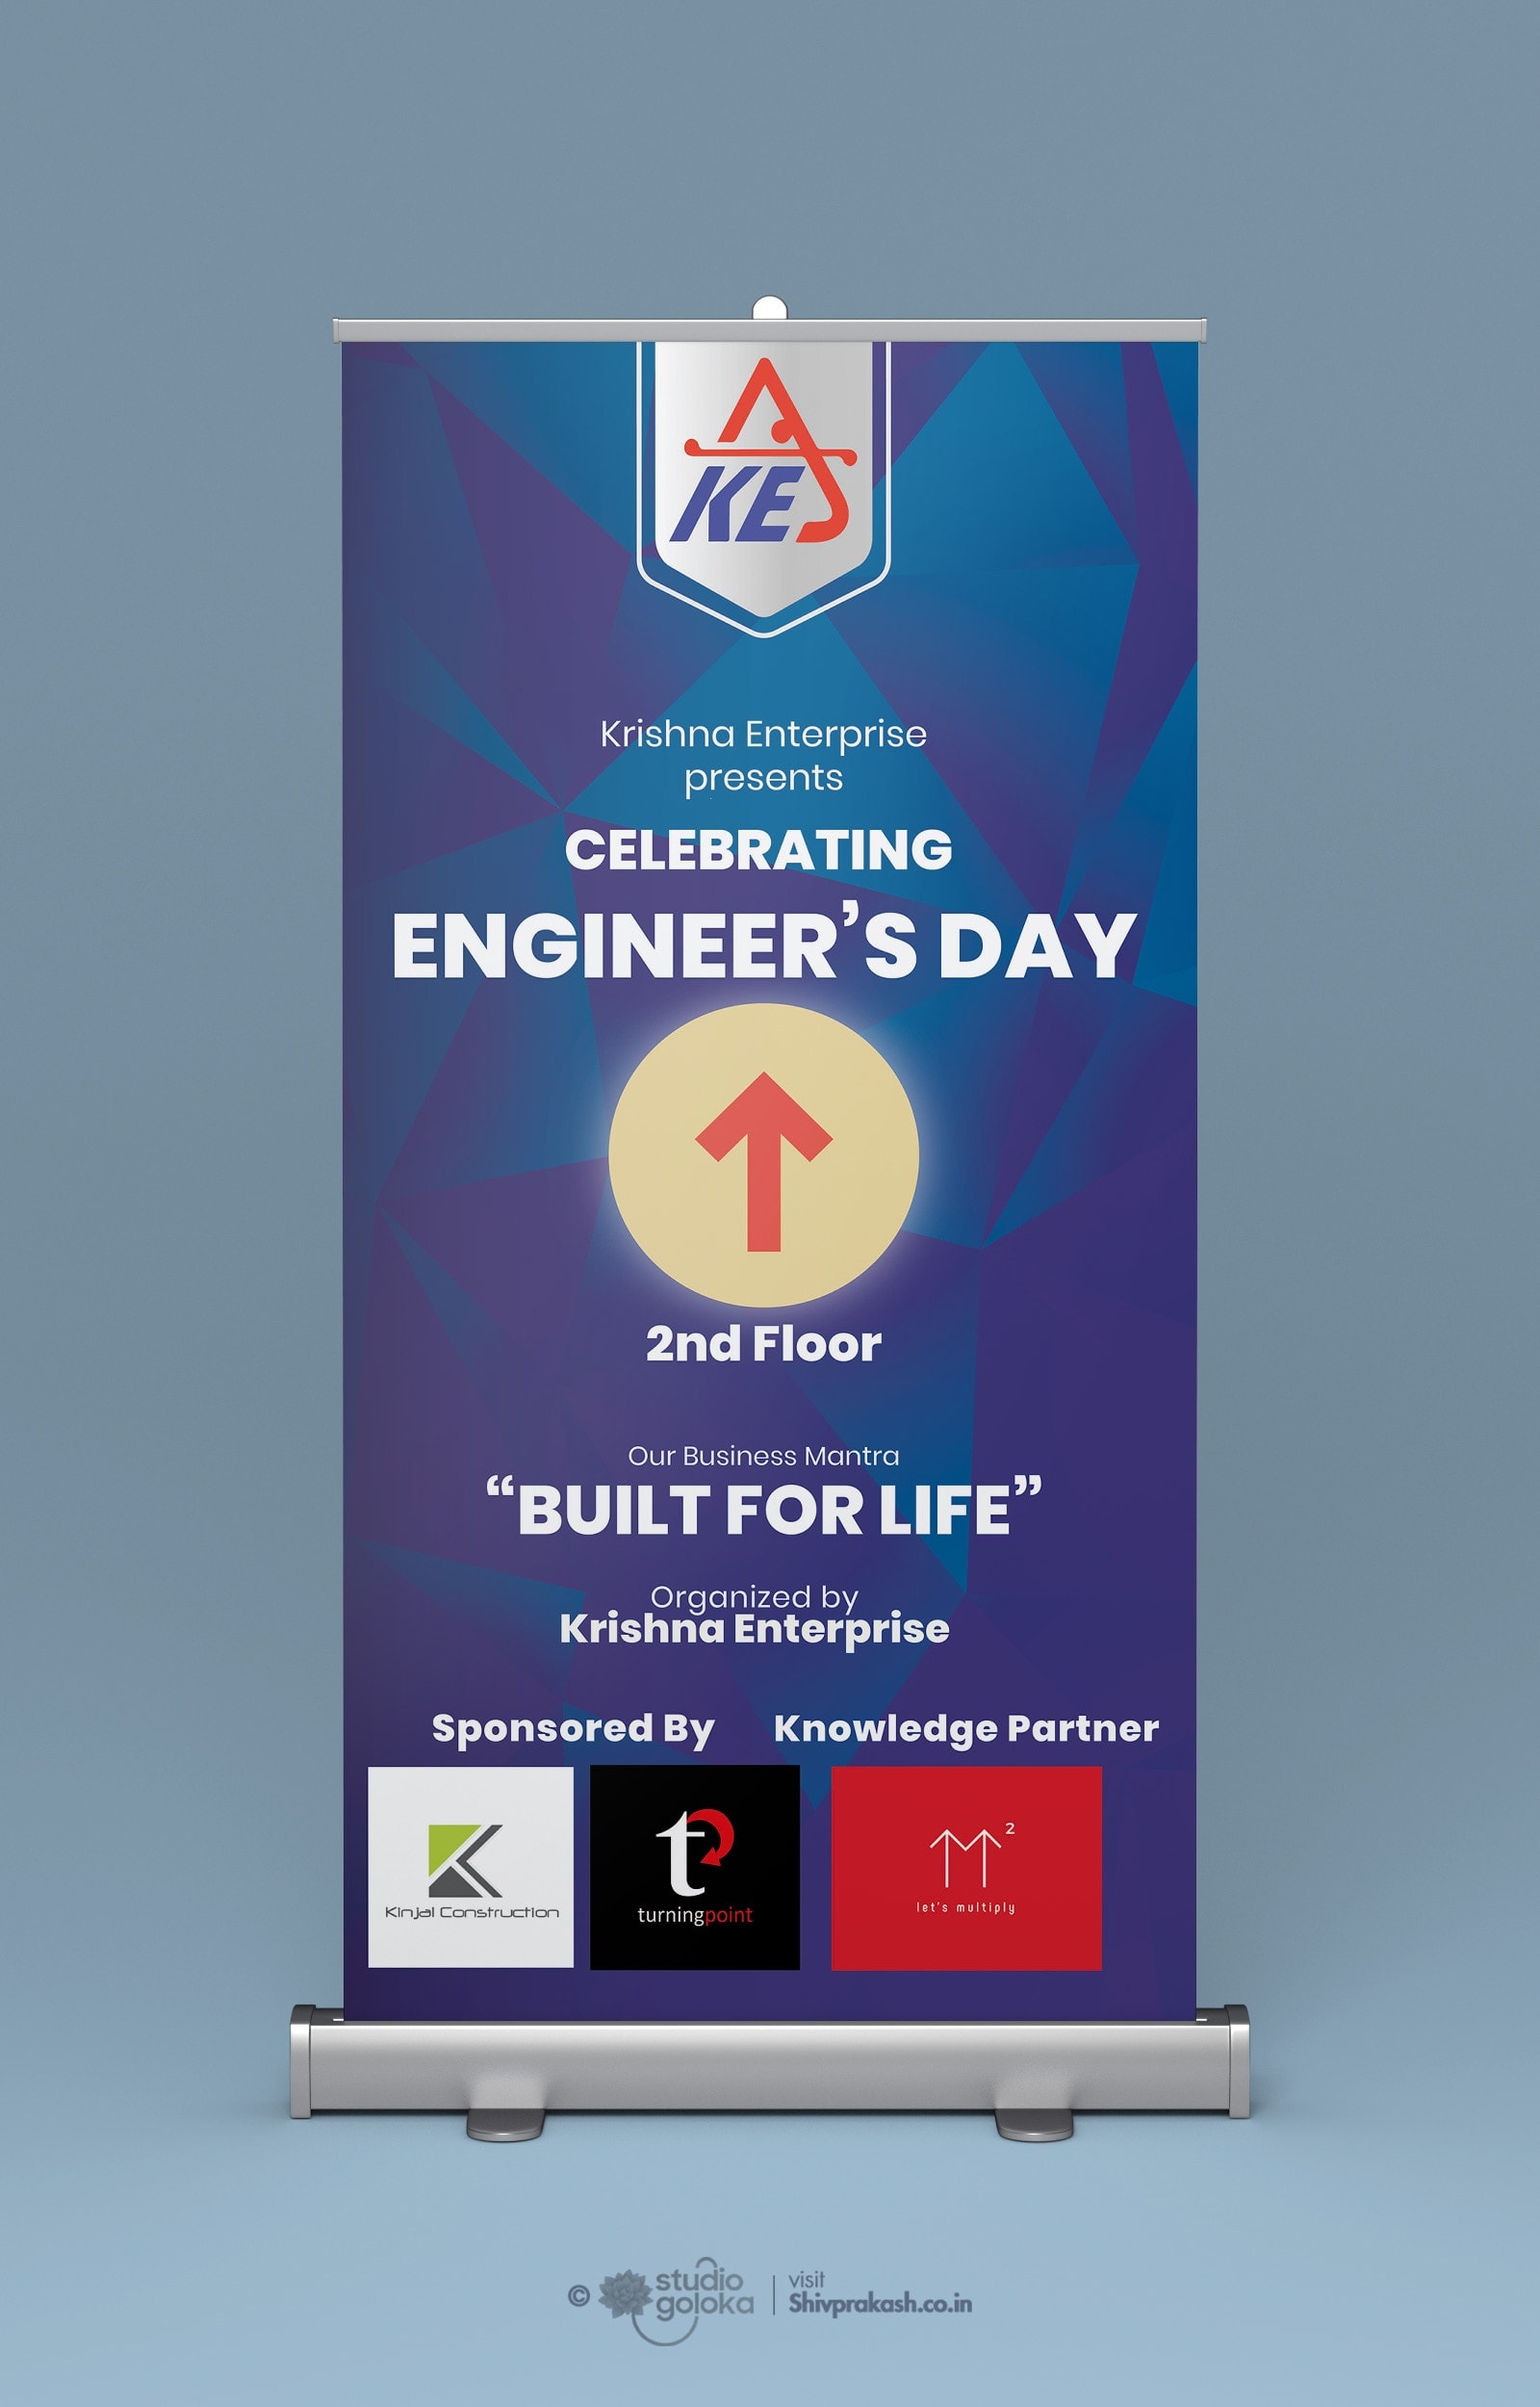 KE
Krishna Enterprise
presents
CELEBRATING
ENGINEER’S DAY
2nd Floor
Our Business Mantra
“BUILT FOR LIFE”
Organized by
Krishna Enterprise
Sponsored By
Knowledge Partner
Kinjal Construction
t
turningpoint
M²
let's multiply
© studio goloka | visit Shivprakash.co.in